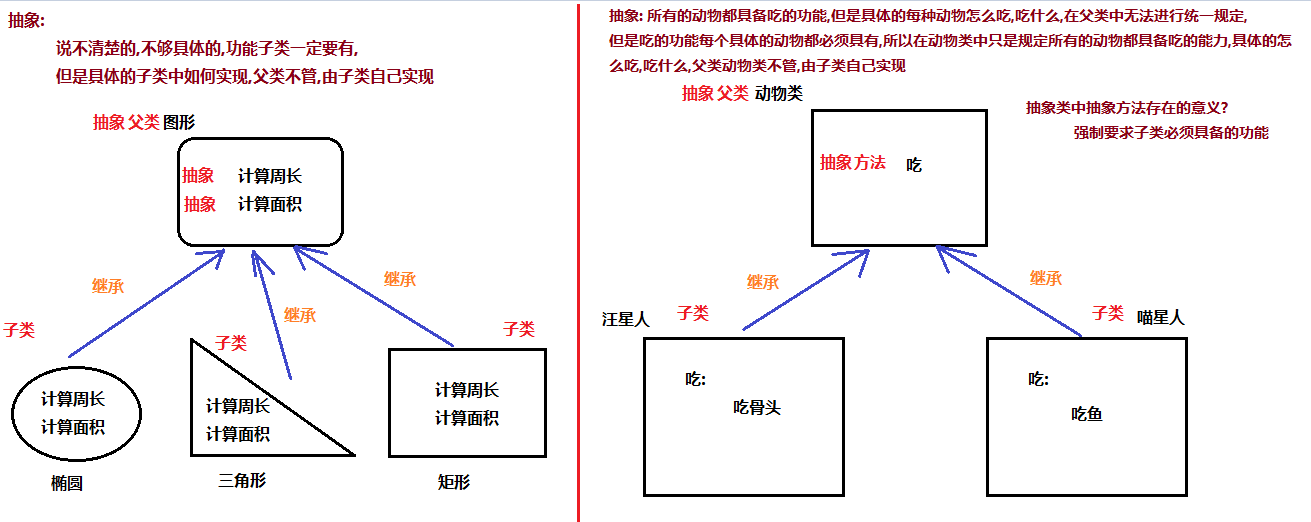 抽象:
说不清楚的,不够具体的,功能子类一定要有,
但是具体的子类中如何实现,父类不管,由子类自己实现
抽象 父类 图形
抽象 计算周长
抽象 计算面积
继承
继承
继承
子类
子类
子类
计算周长
计算面积
椭圆
计算周长
计算面积
三角形
计算周长
计算面积
矩形
抽象: 所有的动物都具备吃的功能,但是具体的每种动物怎么吃,吃什么,在父类中无法进行统一规定,
但是吃的功能每个具体的动物都必须具有,所以在动物类中只是规定所有的动物都具备吃的能力,具体的怎
么吃,吃什么,父类动物类不管,由子类自己实现
抽象 父类 动物类
抽象类中抽象方法存在的意义?
强制要求子类必须具备的功能
抽象方法 吃
继承
继承
汪星人 子类
子类 喵星人
吃:
吃骨头
吃:
吃鱼